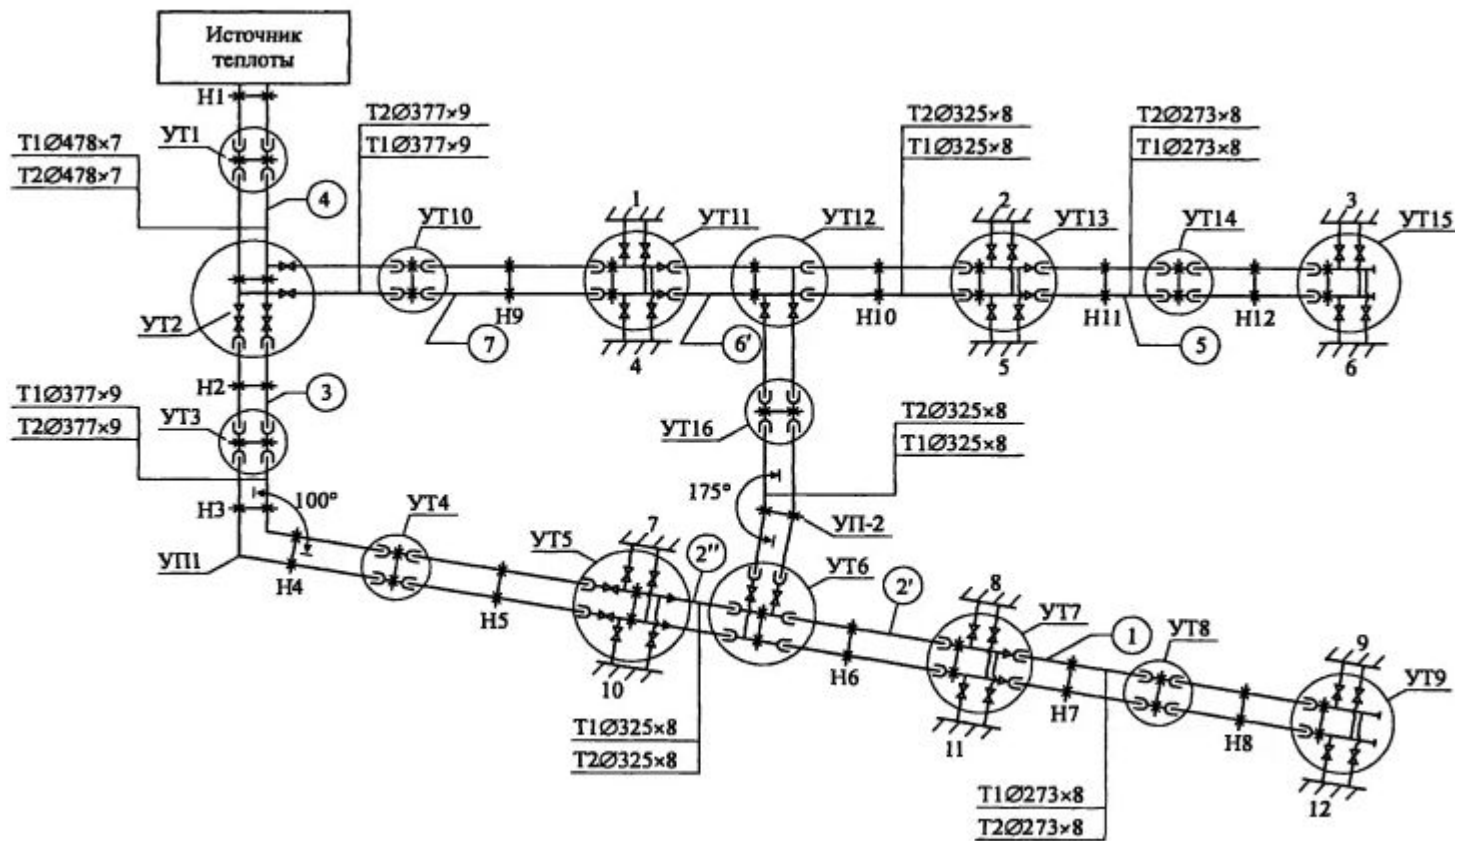 Источник
теплоты
Н1
УТ1
Т1Ø478×7
Т2Ø478×7
4
Т2Ø377×9
Т1Ø377×9
Т2Ø325×8
Т1Ø325×8
Т2Ø273×8
Т1Ø273×8
УТ10
1
УТ11
УТ12
2
УТ13
УТ14
3
УТ15
УТ2
7
Н9
4
6'
Н10
5
Н11
5
Н12
6
Н2
3
Т1Ø377×9
Т2Ø377×9
УТ3
УТ16
Т2Ø325×8
Т1Ø325×8
Н3
100°
175°
УП-2
УП1
Н4
УТ4
Н5
УТ5
7
2''
УТ6
2'
8
УТ7
1
УТ8
9
УТ9
10
Н6
11
Н7
Н8
12
Т1Ø325×8
Т2Ø325×8
Т1Ø273×8
Т2Ø273×8